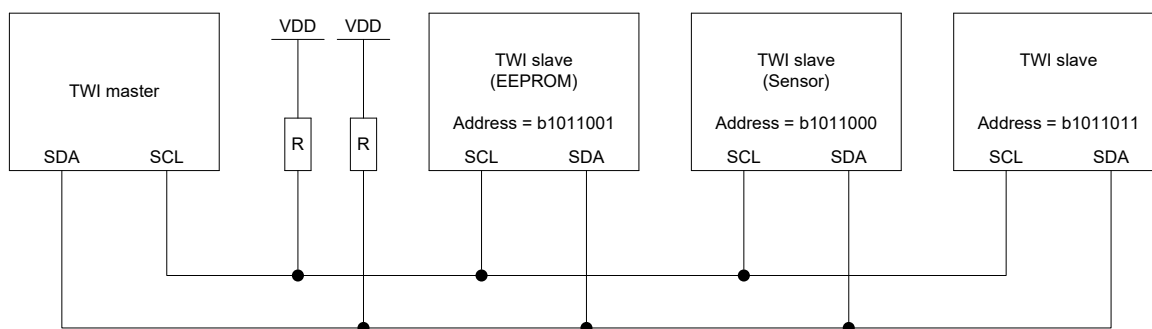 TWI master
SDA SCL
VDD VDD
R R
TWI slave
(EEPROM)
Address = b1011001
SCL SDA
TWI slave
(Sensor)
Address = b1011000
SCL SDA
TWI slave
Address = b1011011
SCL SDA